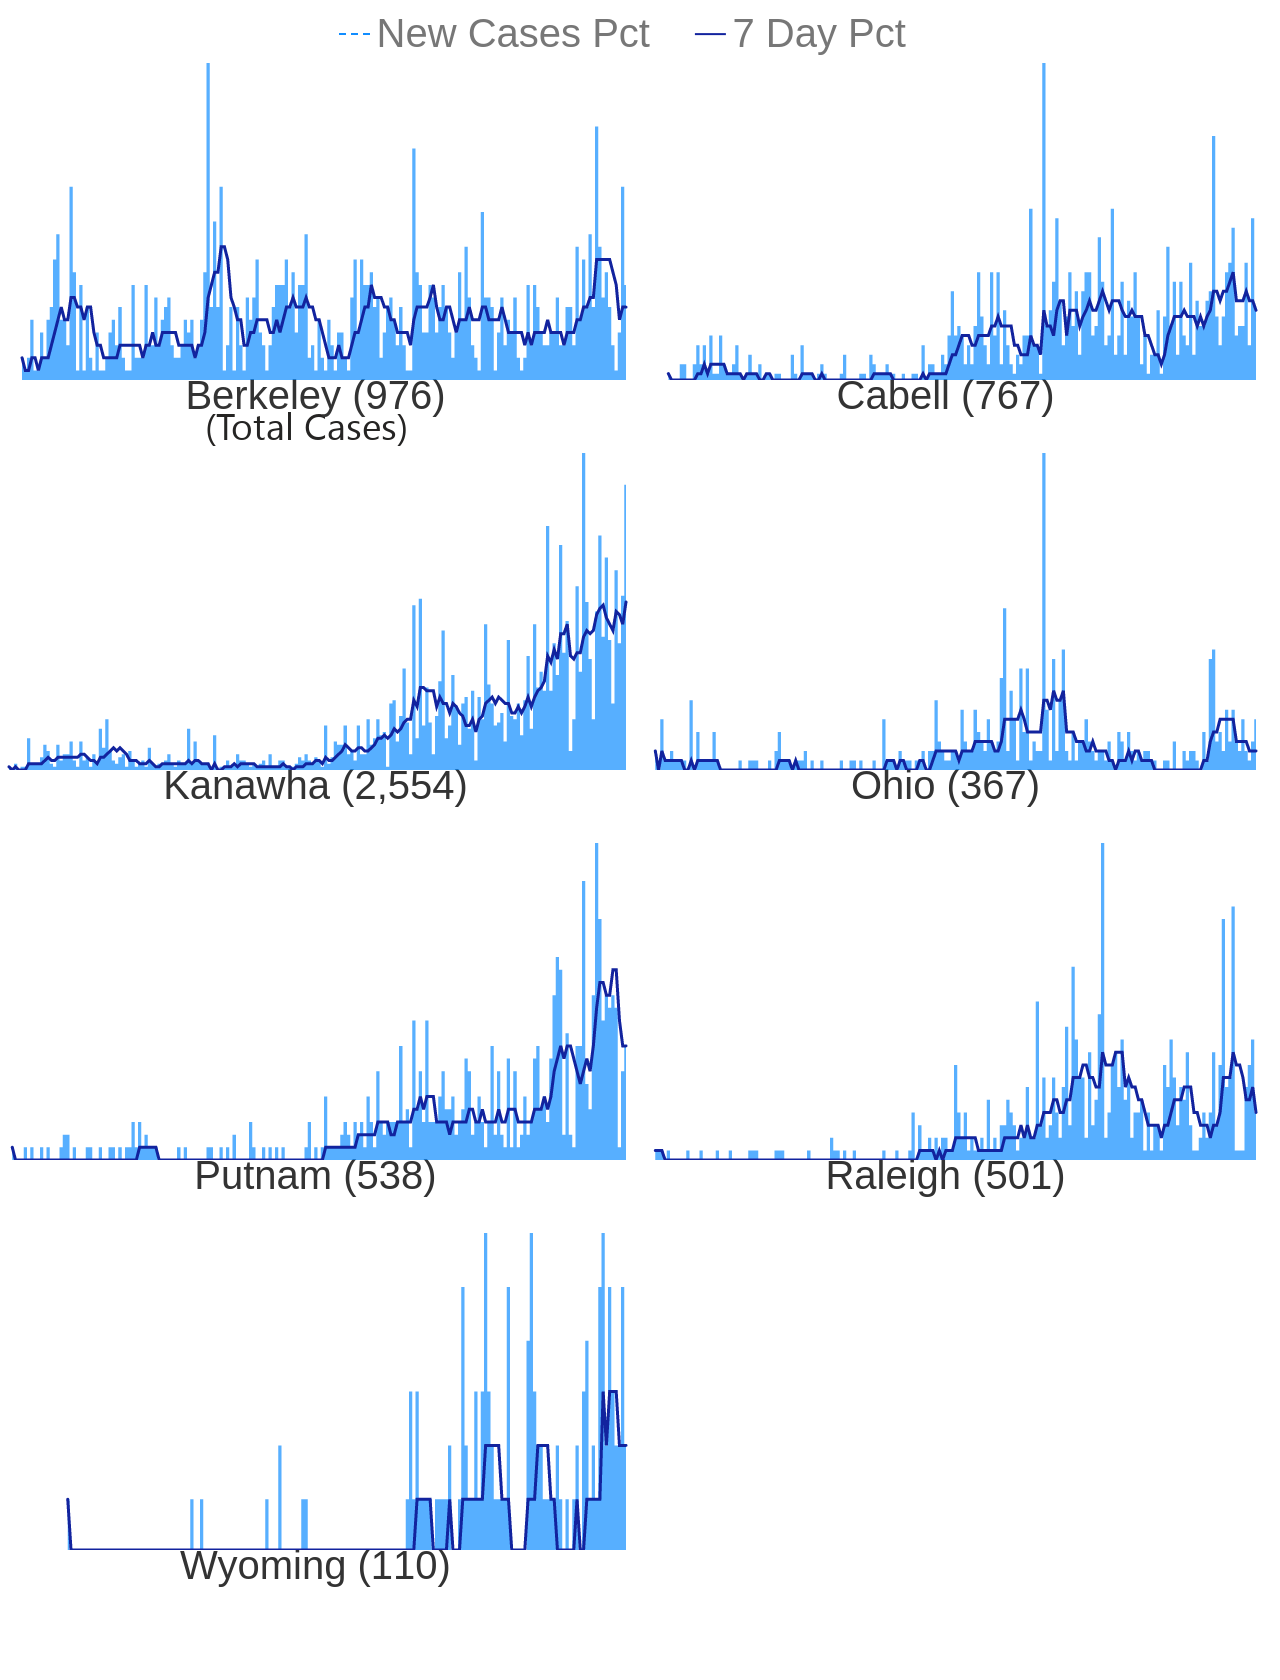 New Cases Pct 7 Day Pct
Berkeley (976) Cabell (767)
(Total Cases)
Kanawha (2,554) Ohio (367)
Putnam (538) Raleigh (501)
Wyoming (110)